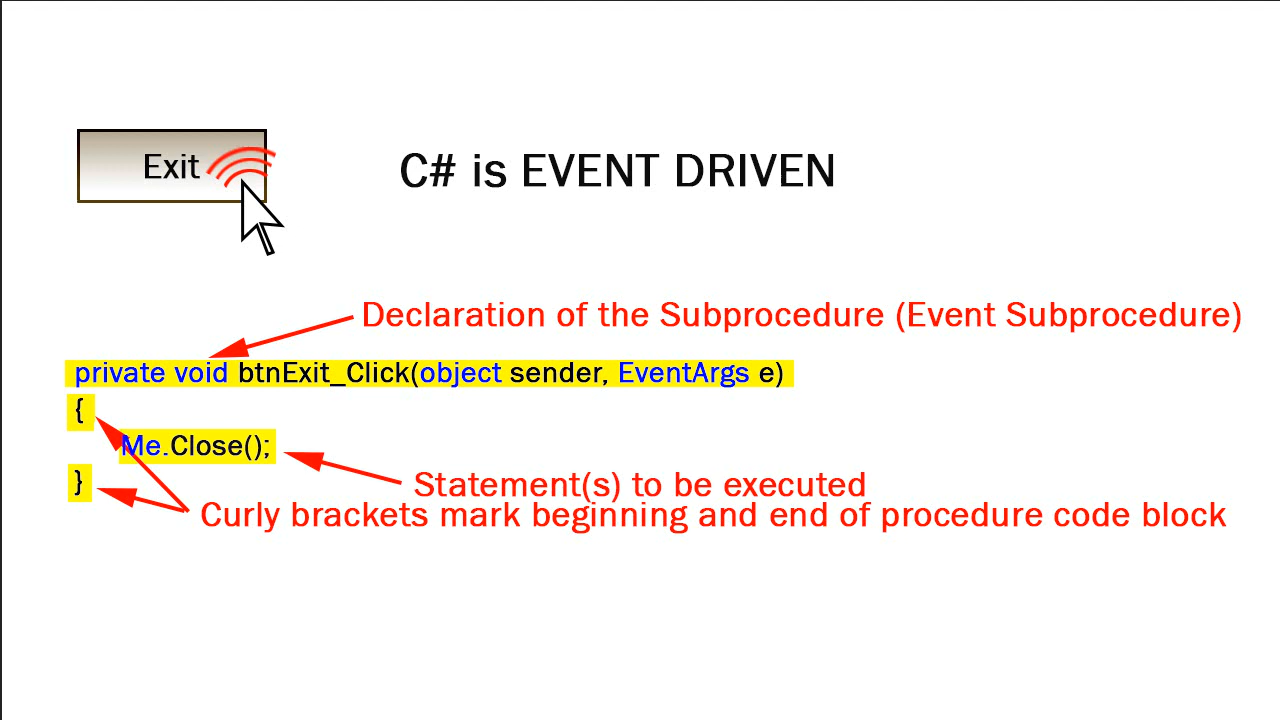 Exit
C# is EVENT DRIVEN
Declaration of the Subprocedure (Event Subprocedure)
private void btnExit_Click(object sender, EventArgs e)
{
Me.Close();
}
Statement(s) to be executed
Curly brackets mark beginning and end of procedure code block